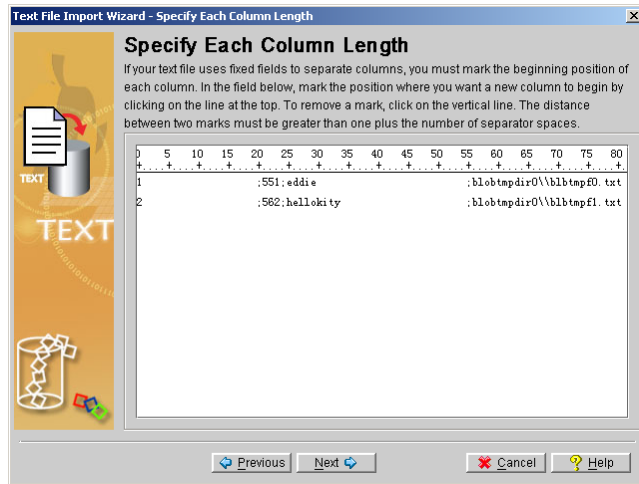 Text File Import Wizard - Specify Each Column Length
Specify Each Column Length
If your text file uses fixed fields to separate columns, you must mark the beginning position of
each column. In the field below, mark the position where you want a new column to begin by
clicking on the line at the top. To remove a mark, click on the vertical line. The distance
between two marks must be greater than one plus the number of separator spaces.
TEXT
TEXT
0 5 10 15 20 25 30 35 40 45 50 55 60 65 70 75 80
+....+....+....+....+....+....+....+....+....+....+....+....+....+....+....+....+.
1 ;551;eddie ;blobtmpdir0\\blbtmpf0.txt
2 ;562;hellokity ;blobtmpdir0\\blbtmpf1.txt
Previous Next Cancel Help